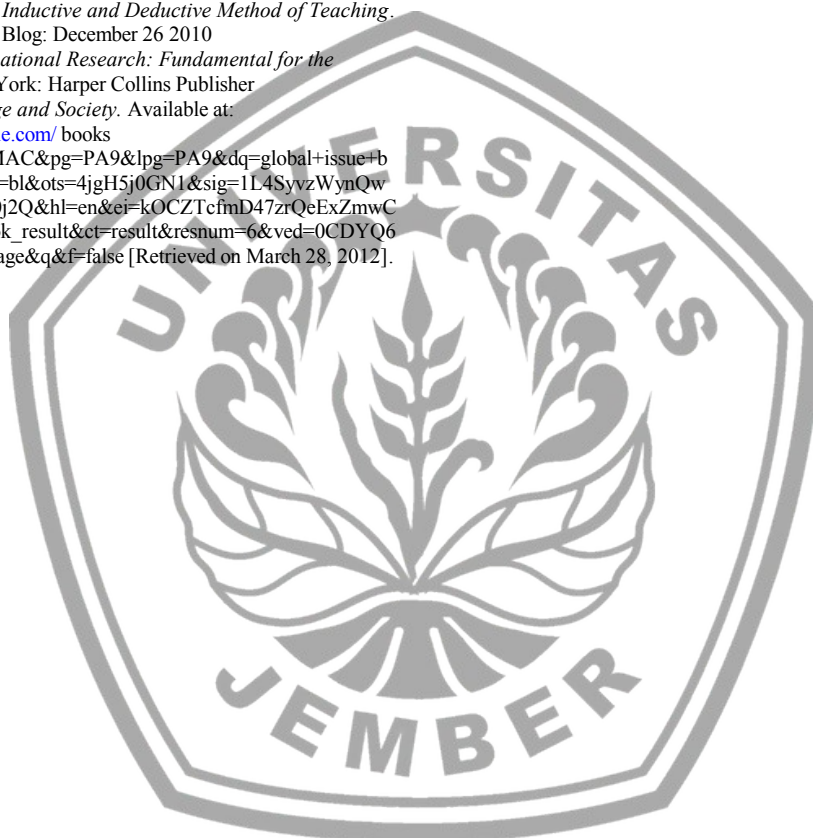 Inductive and Deductive Method of Teaching.
Blog: December 26 2010
ational Research: Fundamental for the
York: Harper Collins Publisher
ge and Society. Available at:
e.com/ books
MAC&pg=PA9&lpg=PA9&dq=global+issue+b
=bl&ots=4jgH5j0GN1&sig=1L4SyvzWynQw
j2Q&hl=en&ei=kOCZTcfmD47zrQeExZmwC
ok_result&ct=result&resnum=6&ved=0CDYQ6
age&q&f=false [Retrieved on March 28, 2012].
UNIVERSITAS
JEMBER